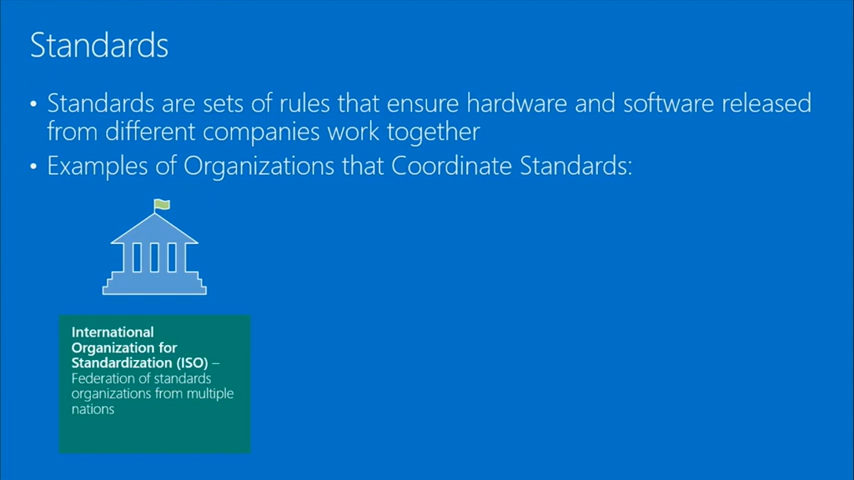 Standards
• Standards are sets of rules that ensure hardware and software released
from different companies work together
• Examples of Organizations that Coordinate Standards:
International
Organization for
Standardization (ISO) –
Federation of standards
organizations from multiple
nations